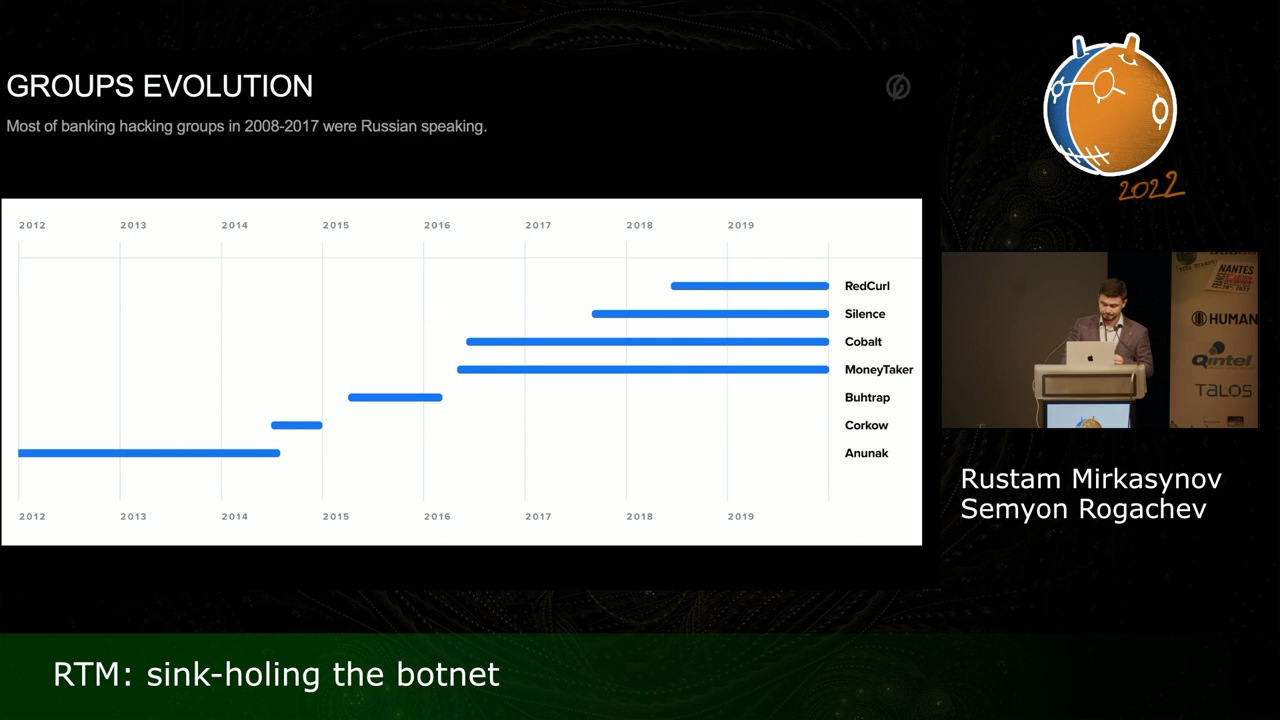 GROUPS EVOLUTION
Most of banking hacking groups in 2008-2017 were Russian speaking.
2012 2013 2014 2015 2016 2017 2018 2019
RedCurl
Silence
Cobalt
MoneyTaker
Buhtrap
Corkow
Anunak
2012 2013 2014 2015 2016 2017 2018 2019
2022
NANTES
HUMAN
Qintel
TALOS
Rustam Mirkasynov
Semyon Rogachev
RTM: sink-holing the botnet